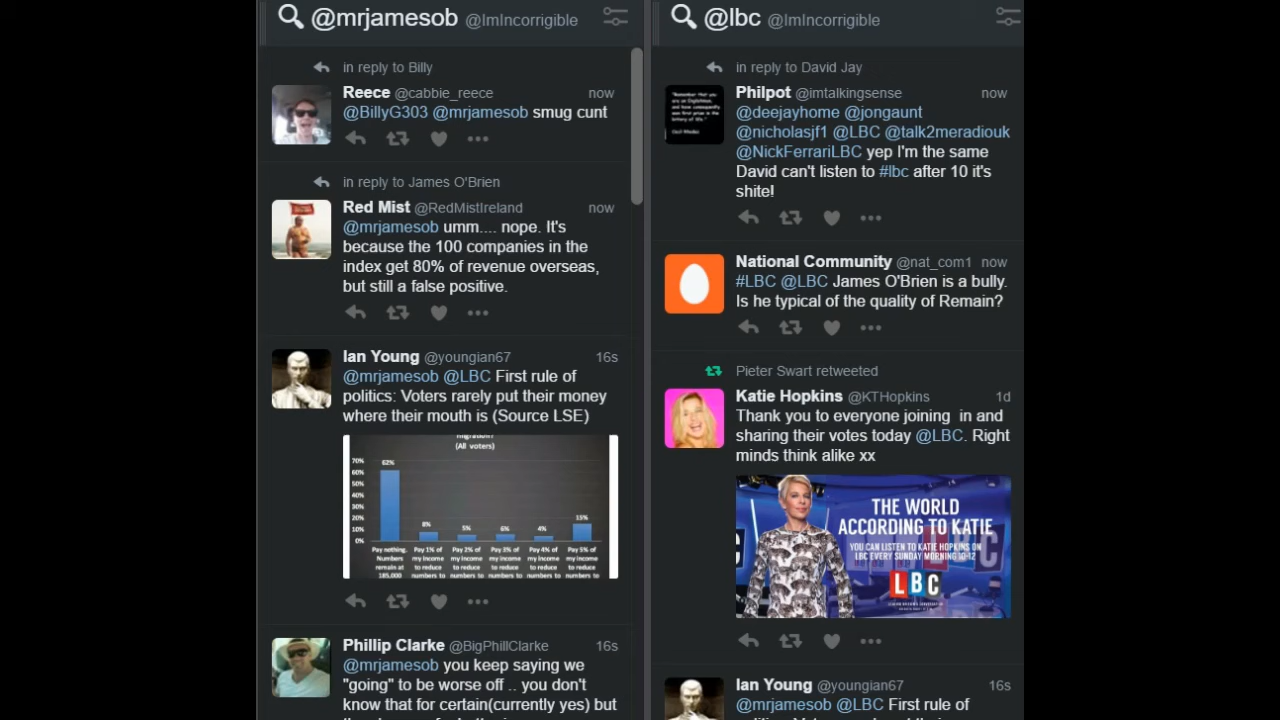 @mrjamesob @ImIncorrigible
in reply to Billy
Reece @cabbie_reece now
@BillyG303 @mrjamesob smug cunt
in reply to James O'Brien
Red Mist @RedMistIreland now
@mrjamesob umm.... nope. It's
because the 100 companies in the
index get 80% of revenue overseas,
but still a false positive.
Ian Young @youngian67 16s
@mrjamesob @LBC First rule of
politics: Voters rarely put their money
where their mouth is (Source LSE)
(All voters)
70%
60%
50%
40%
30%
20%
10%
0%
62%
8%
5%
6%
4%
15%
Pay nothing. Numbers remain at 185,000
Pay 1% of my income to reduce numbers to
Pay 2% of my income to reduce numbers to
Pay 3% of my income to reduce numbers to
Pay 4% of my income to reduce numbers to
Pay 5% of my income to reduce numbers to
Phillip Clarke @BigPhillClarke 16s
@mrjamesob you keep saying we
"going" to be worse off .. you don't
know that for certain(currently yes) but
@lbc @ImIncorrigible
in reply to David Jay
Philpot @imtalkingsense now
@deejayhome @jongaunt
@nicholasjf1 @LBC @talk2meradiouk
@NickFerrariLBC yep I'm the same
David can't listen to #lbc after 10 it's
shite!
National Community @nat_com1 now
#LBC @LBC James O'Brien is a bully.
Is he typical of the quality of Remain?
Pieter Swart retweeted
Katie Hopkins @KTHopkins 1d
Thank you to everyone joining in and
sharing their votes today @LBC. Right
minds think alike xx
THE WORLD
ACCORDING TO KATIE
YOU CAN LISTEN TO KATIE HOPKINS ON
LBC EVERY SUNDAY MORNING 10-12
LBC
Ian Young @youngian67 16s
@mrjamesob @LBC First rule of